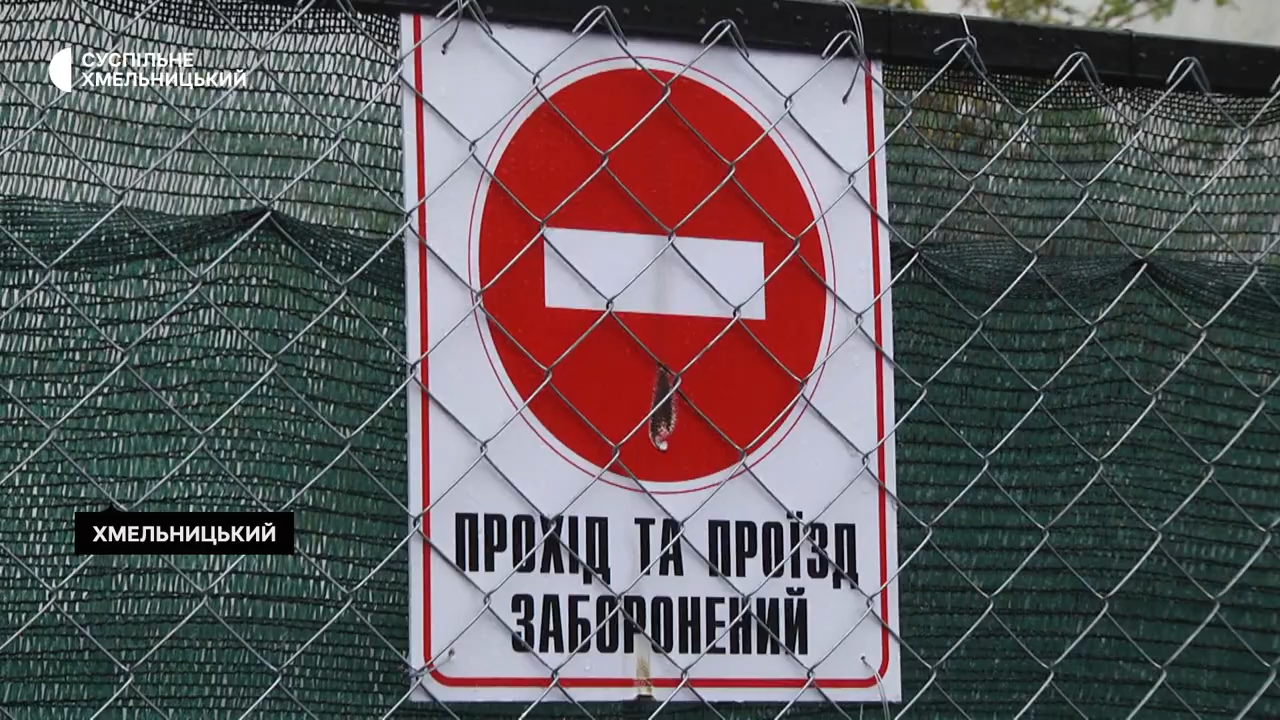 СУСПІЛЬНЕ
ХМЕЛЬНИЦЬКИЙ
ХМЕЛЬНИЦЬКИЙ
ПРОХІД ТА ПРОЇЗД
ЗАБОРОНЕНИЙ